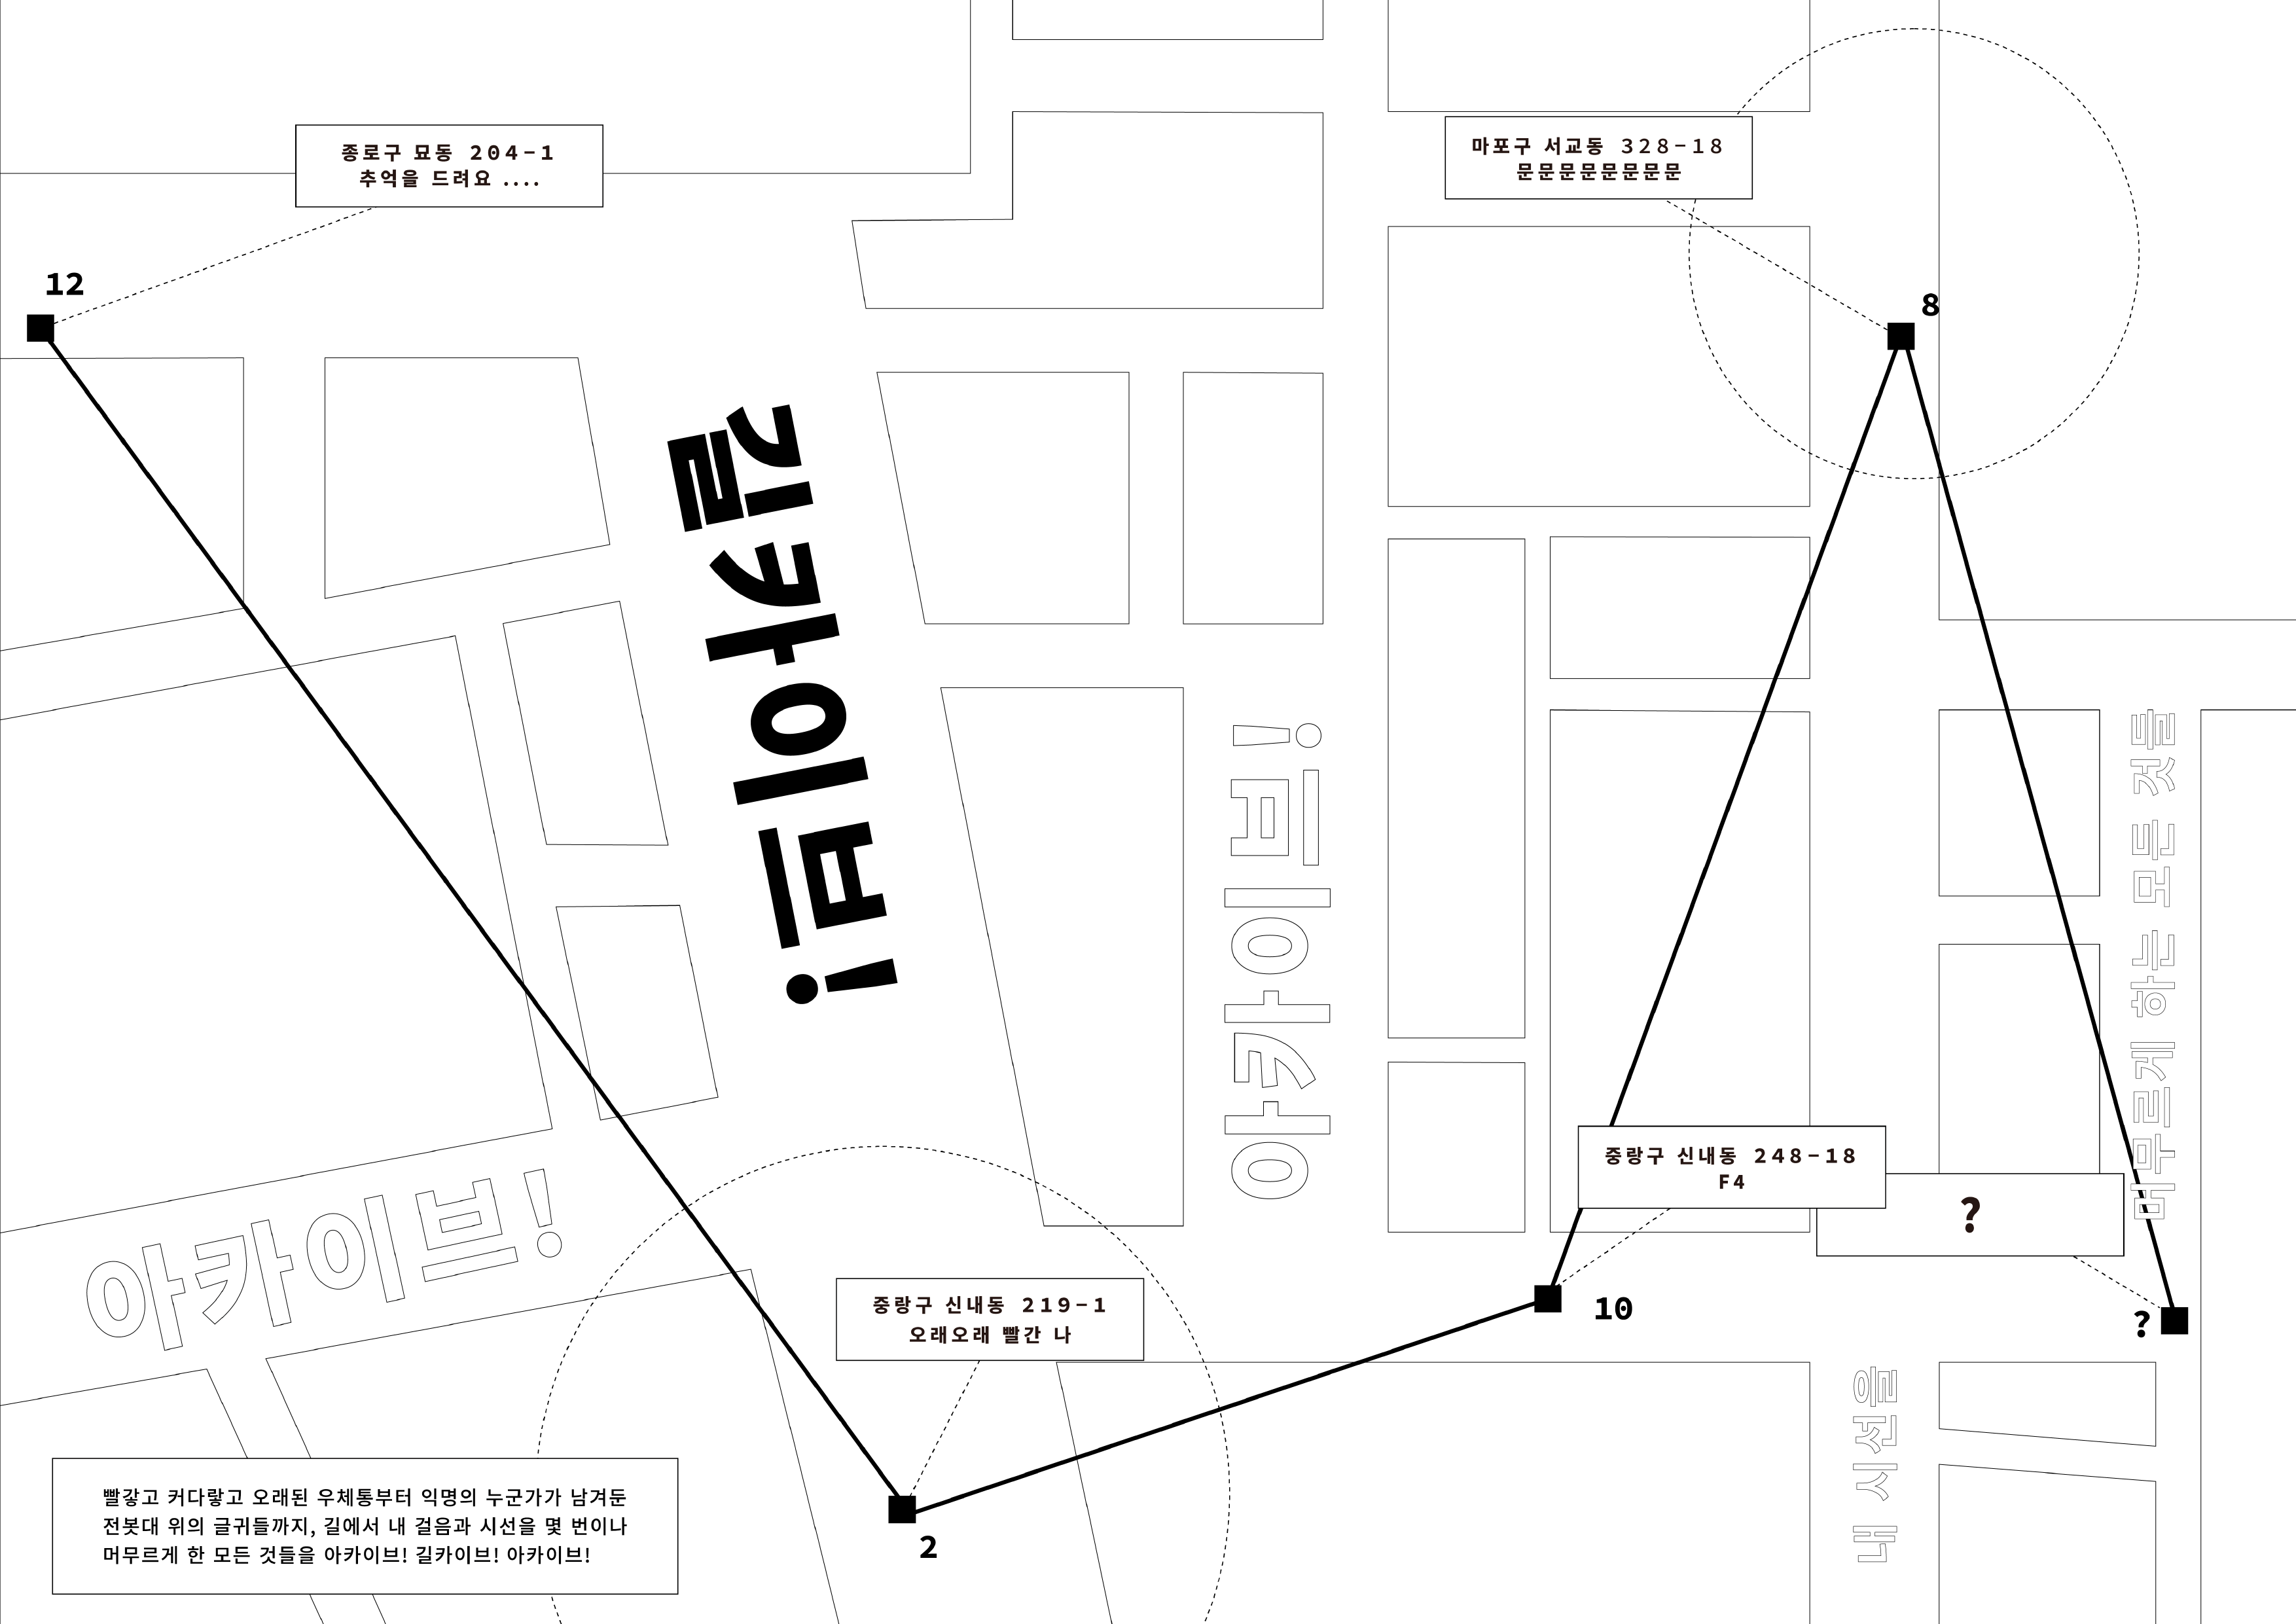 종로구 묘동 204-1
추억을 드려요 ....
마포구 서교동 328-18
문문문문문문문문
12
8
길카이브!
아카이브!
머무르게 하는 모든 것들
아카이브!
중랑구 신내동 248-18
F4
?
중랑구 신내동 219-1
오래오래 빨간 나
10
?
내 시선을
빨갛고 커다랗고 오래된 우체통부터 익명의 누군가가 남겨둔
전봇대 위의 글귀들까지, 길에서 내 걸음과 시선을 몇 번이나
머무르게 한 모든 것들을 아카이브! 길카이브! 아카이브!
2